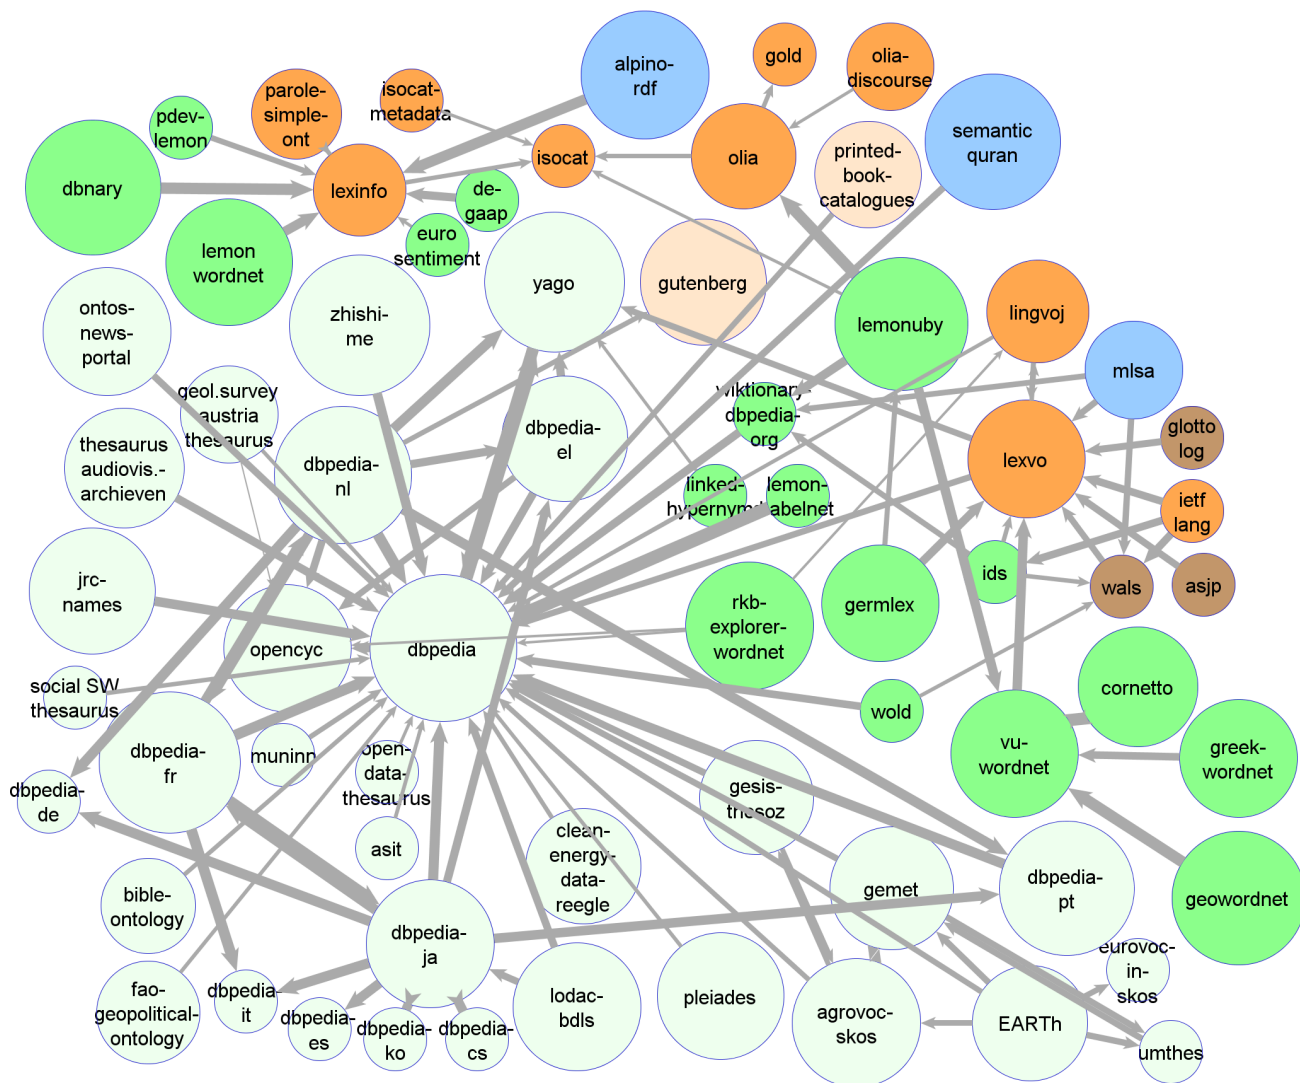 gold
olia-
discourse
alpino-
rdf
parole-
simple-
ont
isocat-
metadata
pdev-
lemon
semantic
quran
isocat
olia
printed-
book-
catalogues
dbnary
lexinfo
de-
gaap
euro
sentiment
lemon
wordnet
yago
gutenberg
ontos-
news-
portal
zhishi-
me
lemonuby
lingvoj
mlsa
geol.survey
austria
thesaurus
wiktionary-
dbpedia-
org
glotto
log
thesaurus
audiovis.-
archieven
dbpedia-
nl
dbpedia-
el
lexvo
linked-
hypernyms
lemon-
ietf
lang
jrc-
names
ids
wals
asjp
germlex
rkb-
explorer-
wordnet
opencyc
dbpedia
social SW
thesaurus
wold
cornetto
dbpedia-
fr
muninn
open-
data-
thesaurus
vu-
wordnet
greek-
wordnet
dbpedia-
de
gesis-
thesoz
asit
clean-
energy-
data-
reegle
bible-
ontology
gemet
dbpedia-
pt
geowordnet
dbpedia-
ja
eurovoc-
in-
skos
fao-
geopolitical-
ontology
dbpedia-
it
dbpedia-
es
dbpedia-
ko
dbpedia-
cs
lodac-
bdls
pleiades
agrovoc-
skos
EARTh
umthes